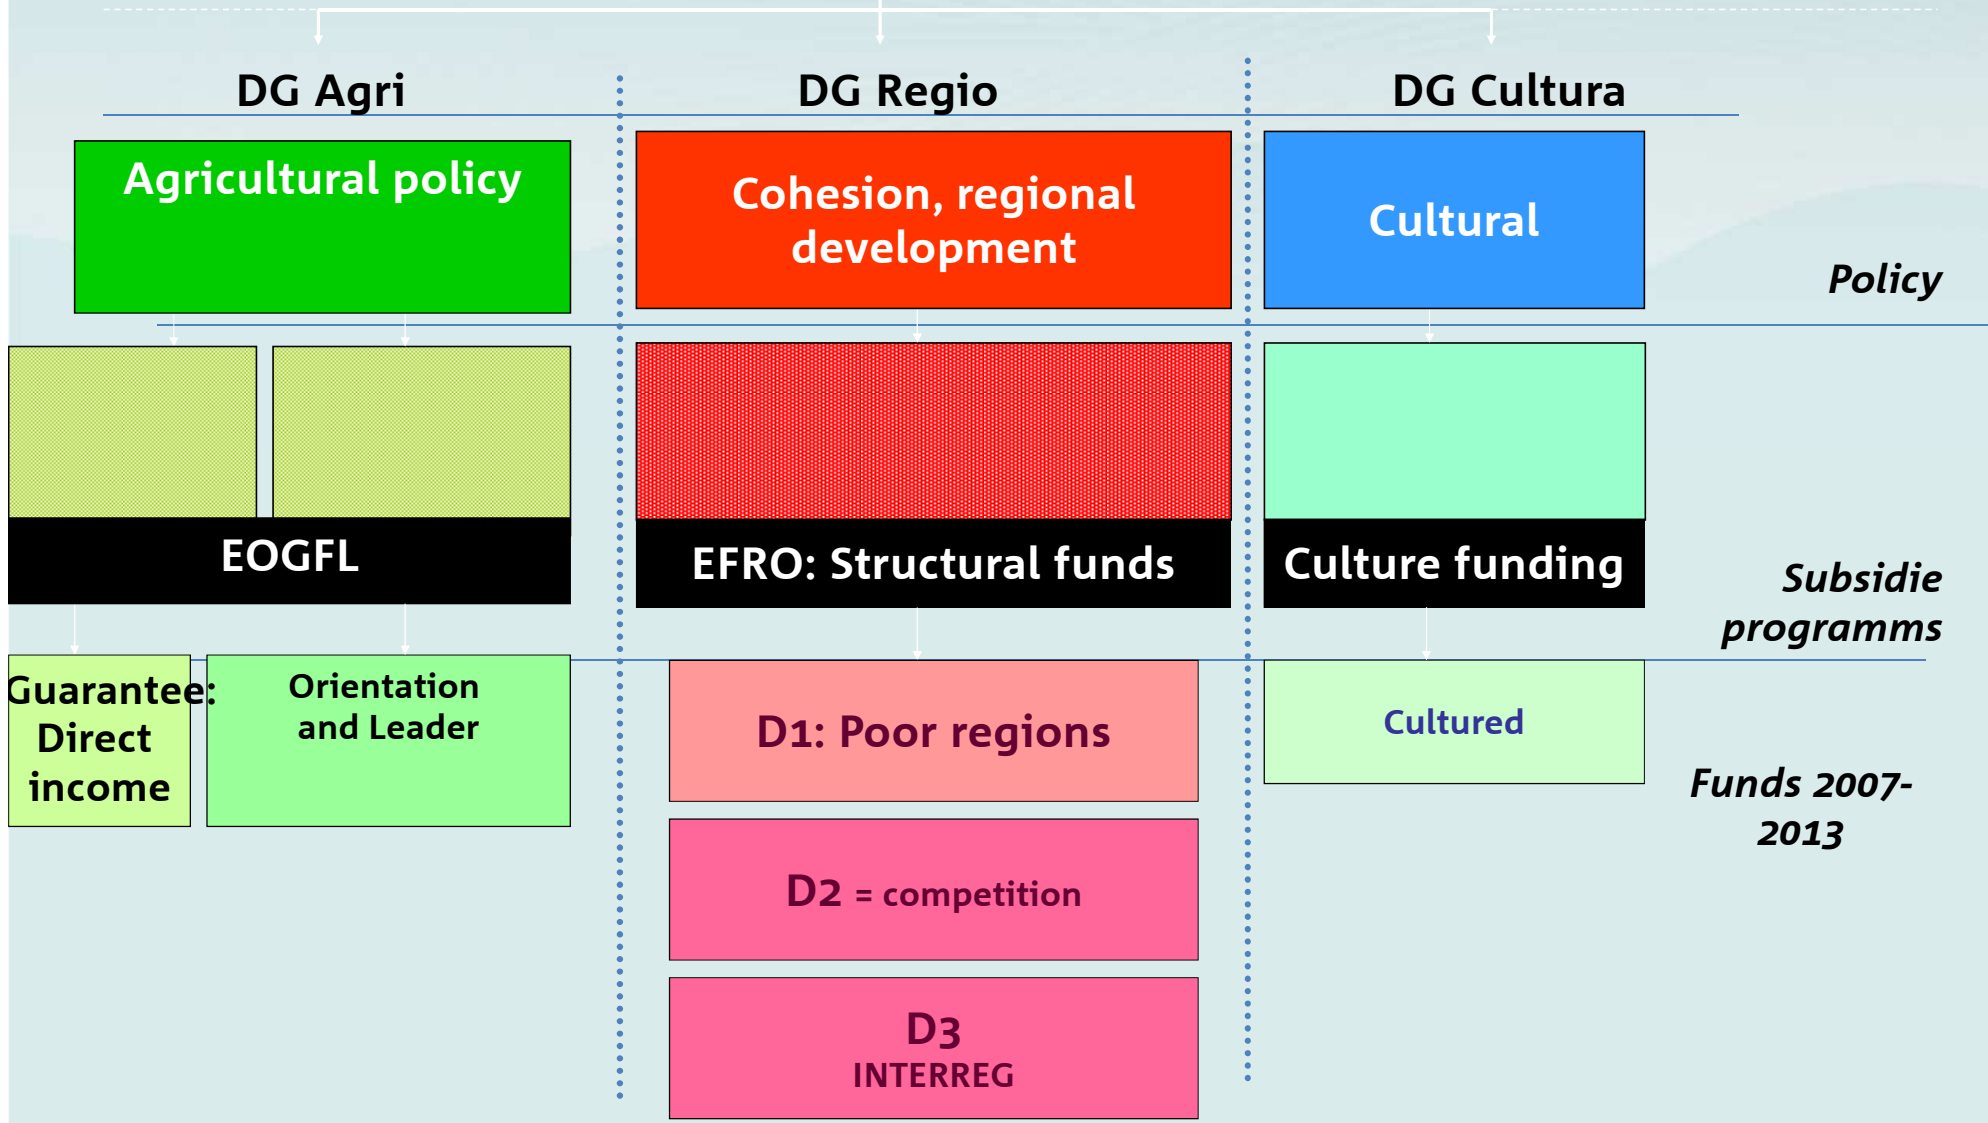 DG Agri
DG Regio
DG Cultura
Agricultural policy
Cohesion, regional
development
Cultural
Policy
EOGFL
EFRO: Structural funds
Culture funding
Subsidie
programms
Guarantee:
Direct
income
Orientation
and Leader
D1: Poor regions
Cultured
Funds 2007-
2013
D2 = competition
D3
INTERREG